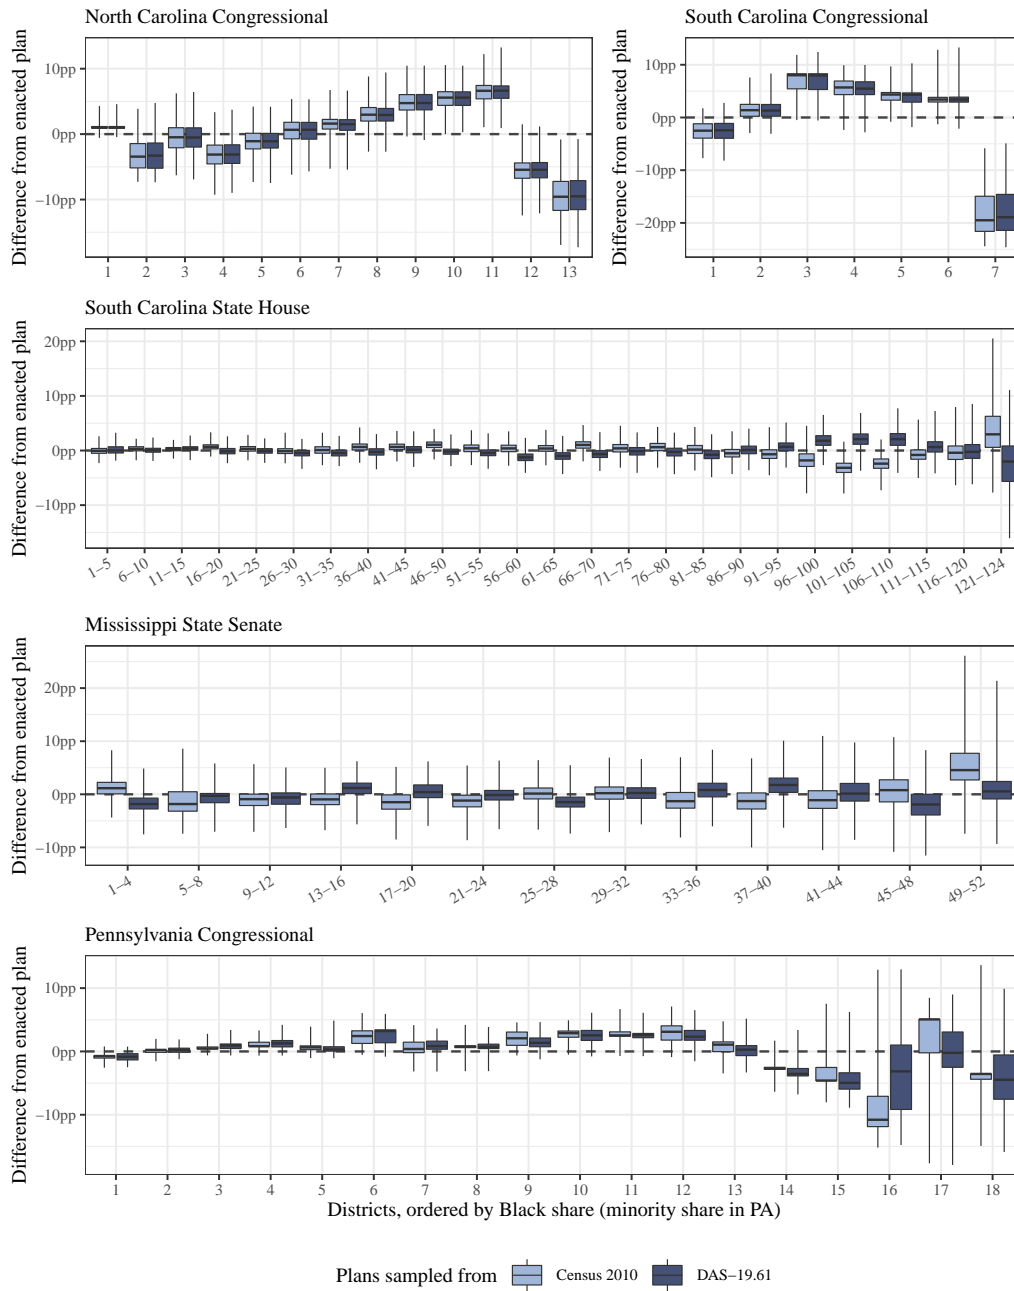 North Carolina Congressional
Difference from enacted plan
10pp
0pp
−10pp
1 2 3 4 5 6 7 8 9 10 11 12 13
South Carolina Congressional
Difference from enacted plan
10pp
0pp
−10pp
−20pp
1 2 3 4 5 6 7
South Carolina State House
Difference from enacted plan
20pp
10pp
0pp
−10pp
1−5 6−10 11−15 16−20 21−25 26−30 31−35 36−40 41−45 46−50 51−55 56−60 61−65 66−70 71−75 76−80 81−85 86−90 91−95 96−100 101−105 106−110 111−115 116−120 121−124
Mississippi State Senate
Difference from enacted plan
20pp
10pp
0pp
−10pp
1−4 5−8 9−12 13−16 17−20 21−24 25−28 29−32 33−36 37−40 41−44 45−48 49−52
Pennsylvania Congressional
Difference from enacted plan
10pp
0pp
−10pp
1 2 3 4 5 6 7 8 9 10 11 12 13 14 15 16 17 18
Districts, ordered by Black share (minority share in PA)
Plans sampled from Census 2010 DAS−19.61